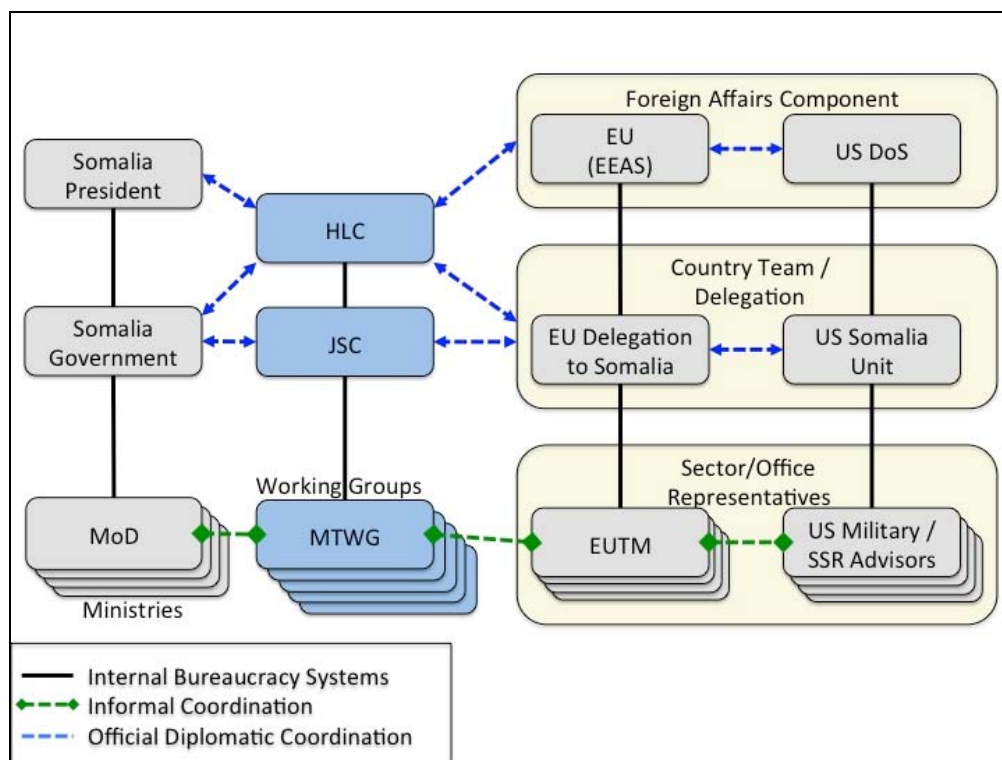 Foreign Affairs Component
Somalia
President
HLC
EU
(EEAS)
US DoS
Country Team /
Delegation
Somalia
Government
JSC
EU Delegation
to Somalia
US Somalia
Unit
Sector/Office
Representatives
Working Groups
MoD
MTWG
EUTM
US Military /
SSR Advisors
Ministries
Internal Bureaucracy Systems
Informal Coordination
Official Diplomatic Coordination